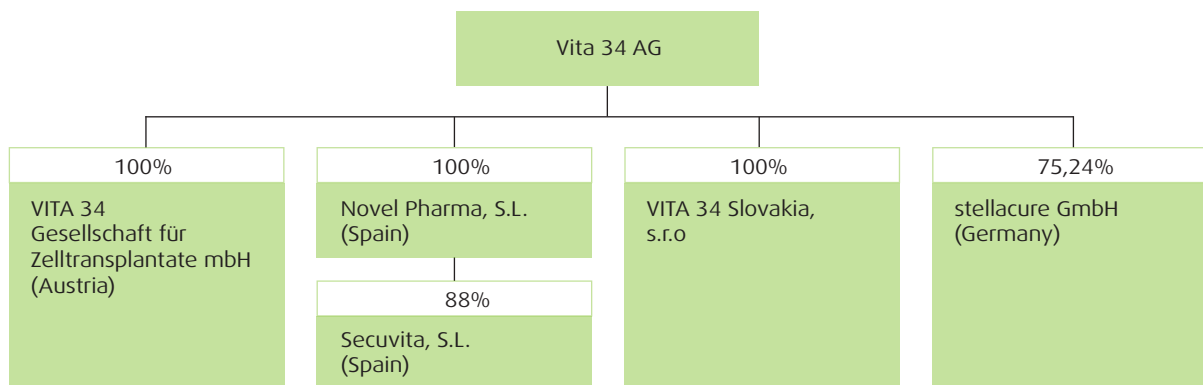 Vita 34 AG
100%
VITA 34
Gesellschaft für
Zelltransplantate mbH
(Austria)
100%
Novel Pharma, S.L.
(Spain)
88%
Secuvita, S.L.
(Spain)
100%
VITA 34 Slovakia,
s.r.o
75,24%
stellacure GmbH
(Germany)